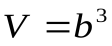 V = b³